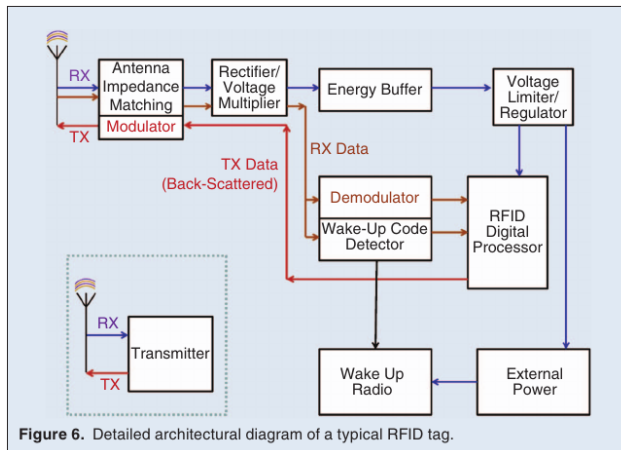 RX
TX
Antenna
Impedance
Matching
Modulator
Rectifier/
Voltage
Multiplier
Energy Buffer
Voltage
Limiter/
Regulator
TX Data
(Back-Scattered)
RX Data
Demodulator
Wake-Up Code
Detector
RFID
Digital
Processor
RX
TX
Transmitter
Wake Up
Radio
External
Power
Figure 6. Detailed architectural diagram of a typical RFID tag.